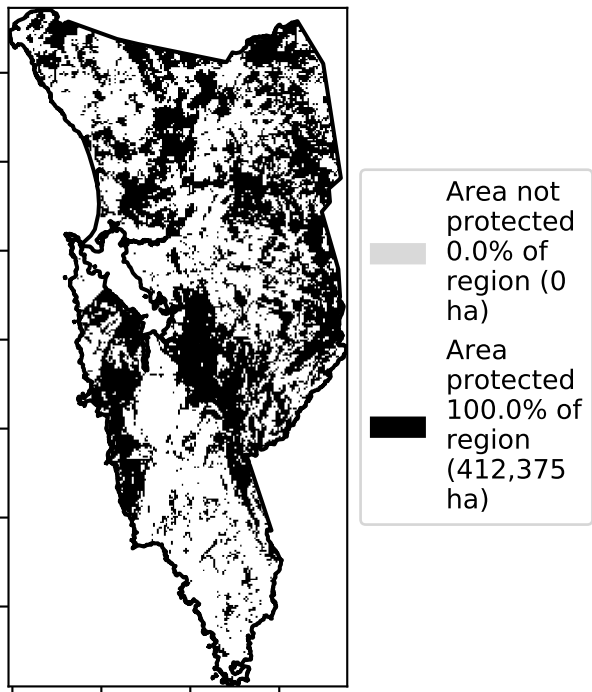 Area not
protected
0.0% of
region (0
ha)
Area
protected
100.0% of
region
(412,375
ha)